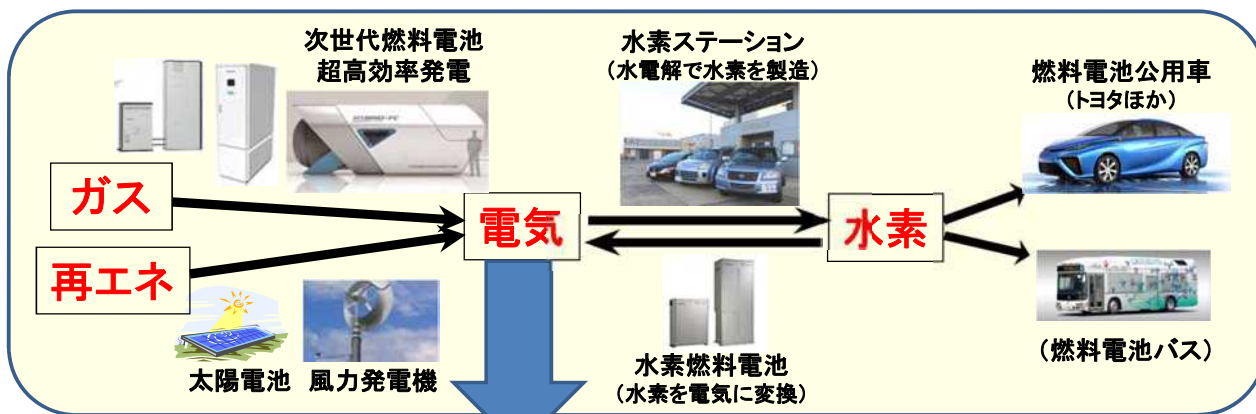 次世代燃料電池
超高効率発電
水素ステーション
（水電解で水素を製造）
燃料電池公用車
（トヨタほか）
ガス
電気
水素
再エネ
太陽電池
風力発電機
水素燃料電池
（水素を電気に変換）
（燃料電池バス）